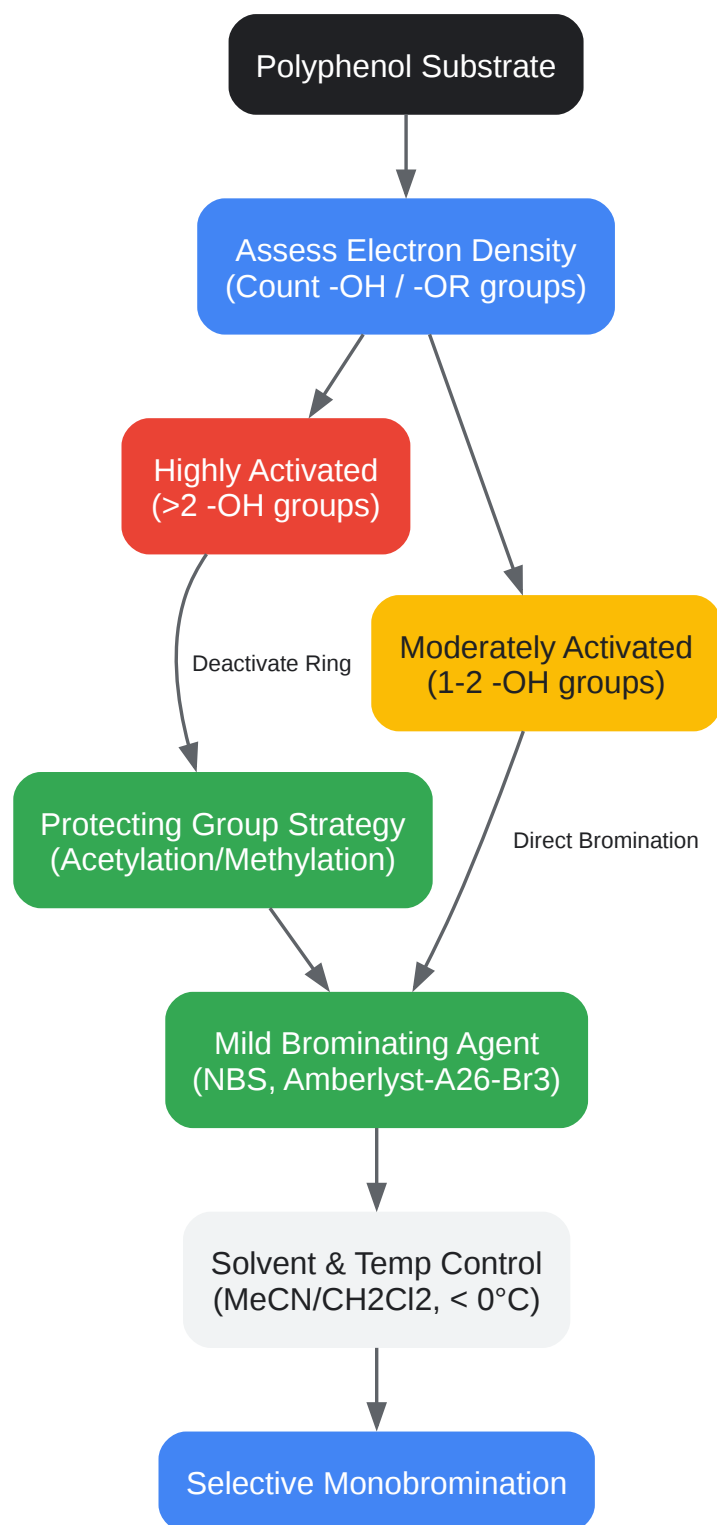 Polyphenol Substrate
Assess Electron Density
(Count -OH / -OR groups)
Highly Activated
(>2 -OH groups)
Deactivate Ring
Moderately Activated
(1-2 -OH groups)
Protecting Group Strategy
(Acetylation/Methylation)
Direct Bromination
Mild Brominating Agent
(NBS, Amberlyst-A26-Br3)
Solvent & Temp Control
(MeCN/CH2Cl2, < 0°C)
Selective Monobromination